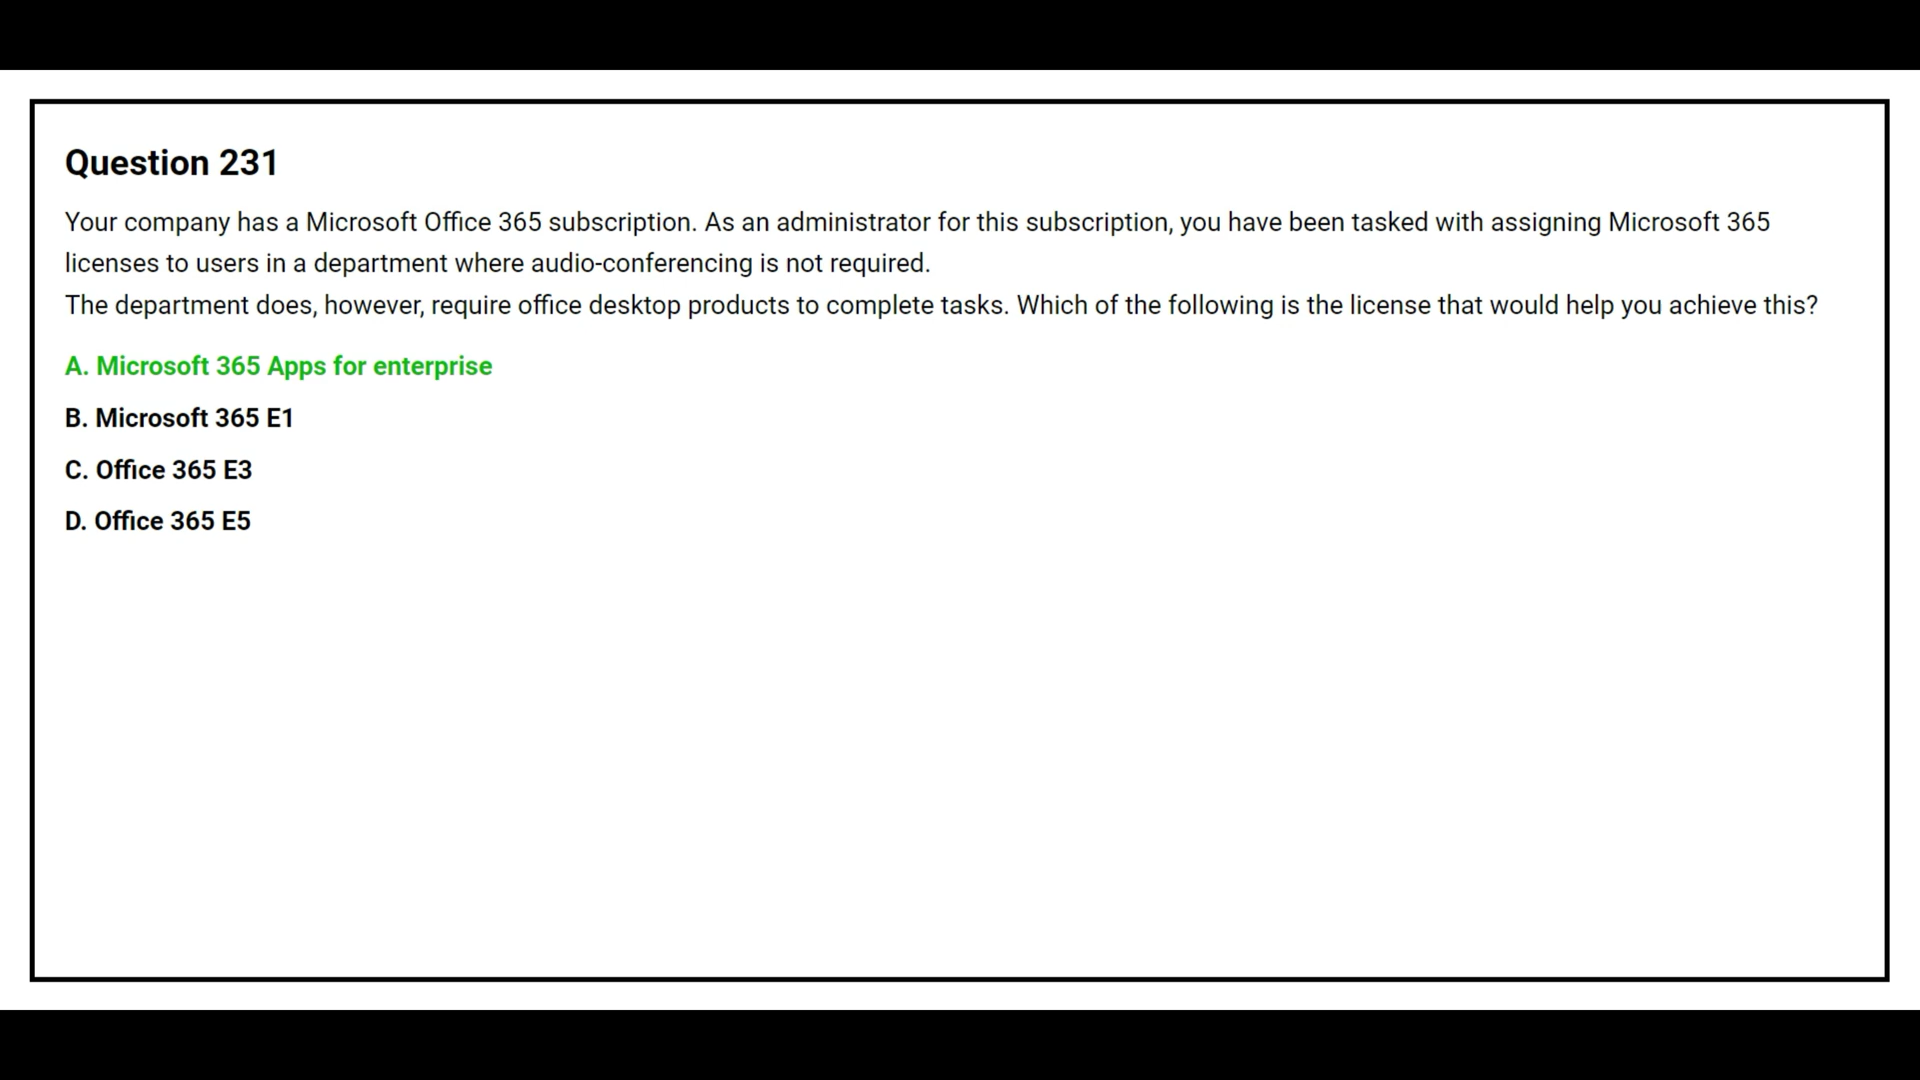 Question 231
Your company has a Microsoft Office 365 subscription. As an administrator for this subscription, you have been tasked with assigning Microsoft 365
licenses to users in a department where audio-conferencing is not required.
The department does, however, require office desktop products to complete tasks. Which of the following is the license that would help you achieve this?
A. Microsoft 365 Apps for enterprise
B. Microsoft 365 E1
C. Office 365 E3
D. Office 365 E5